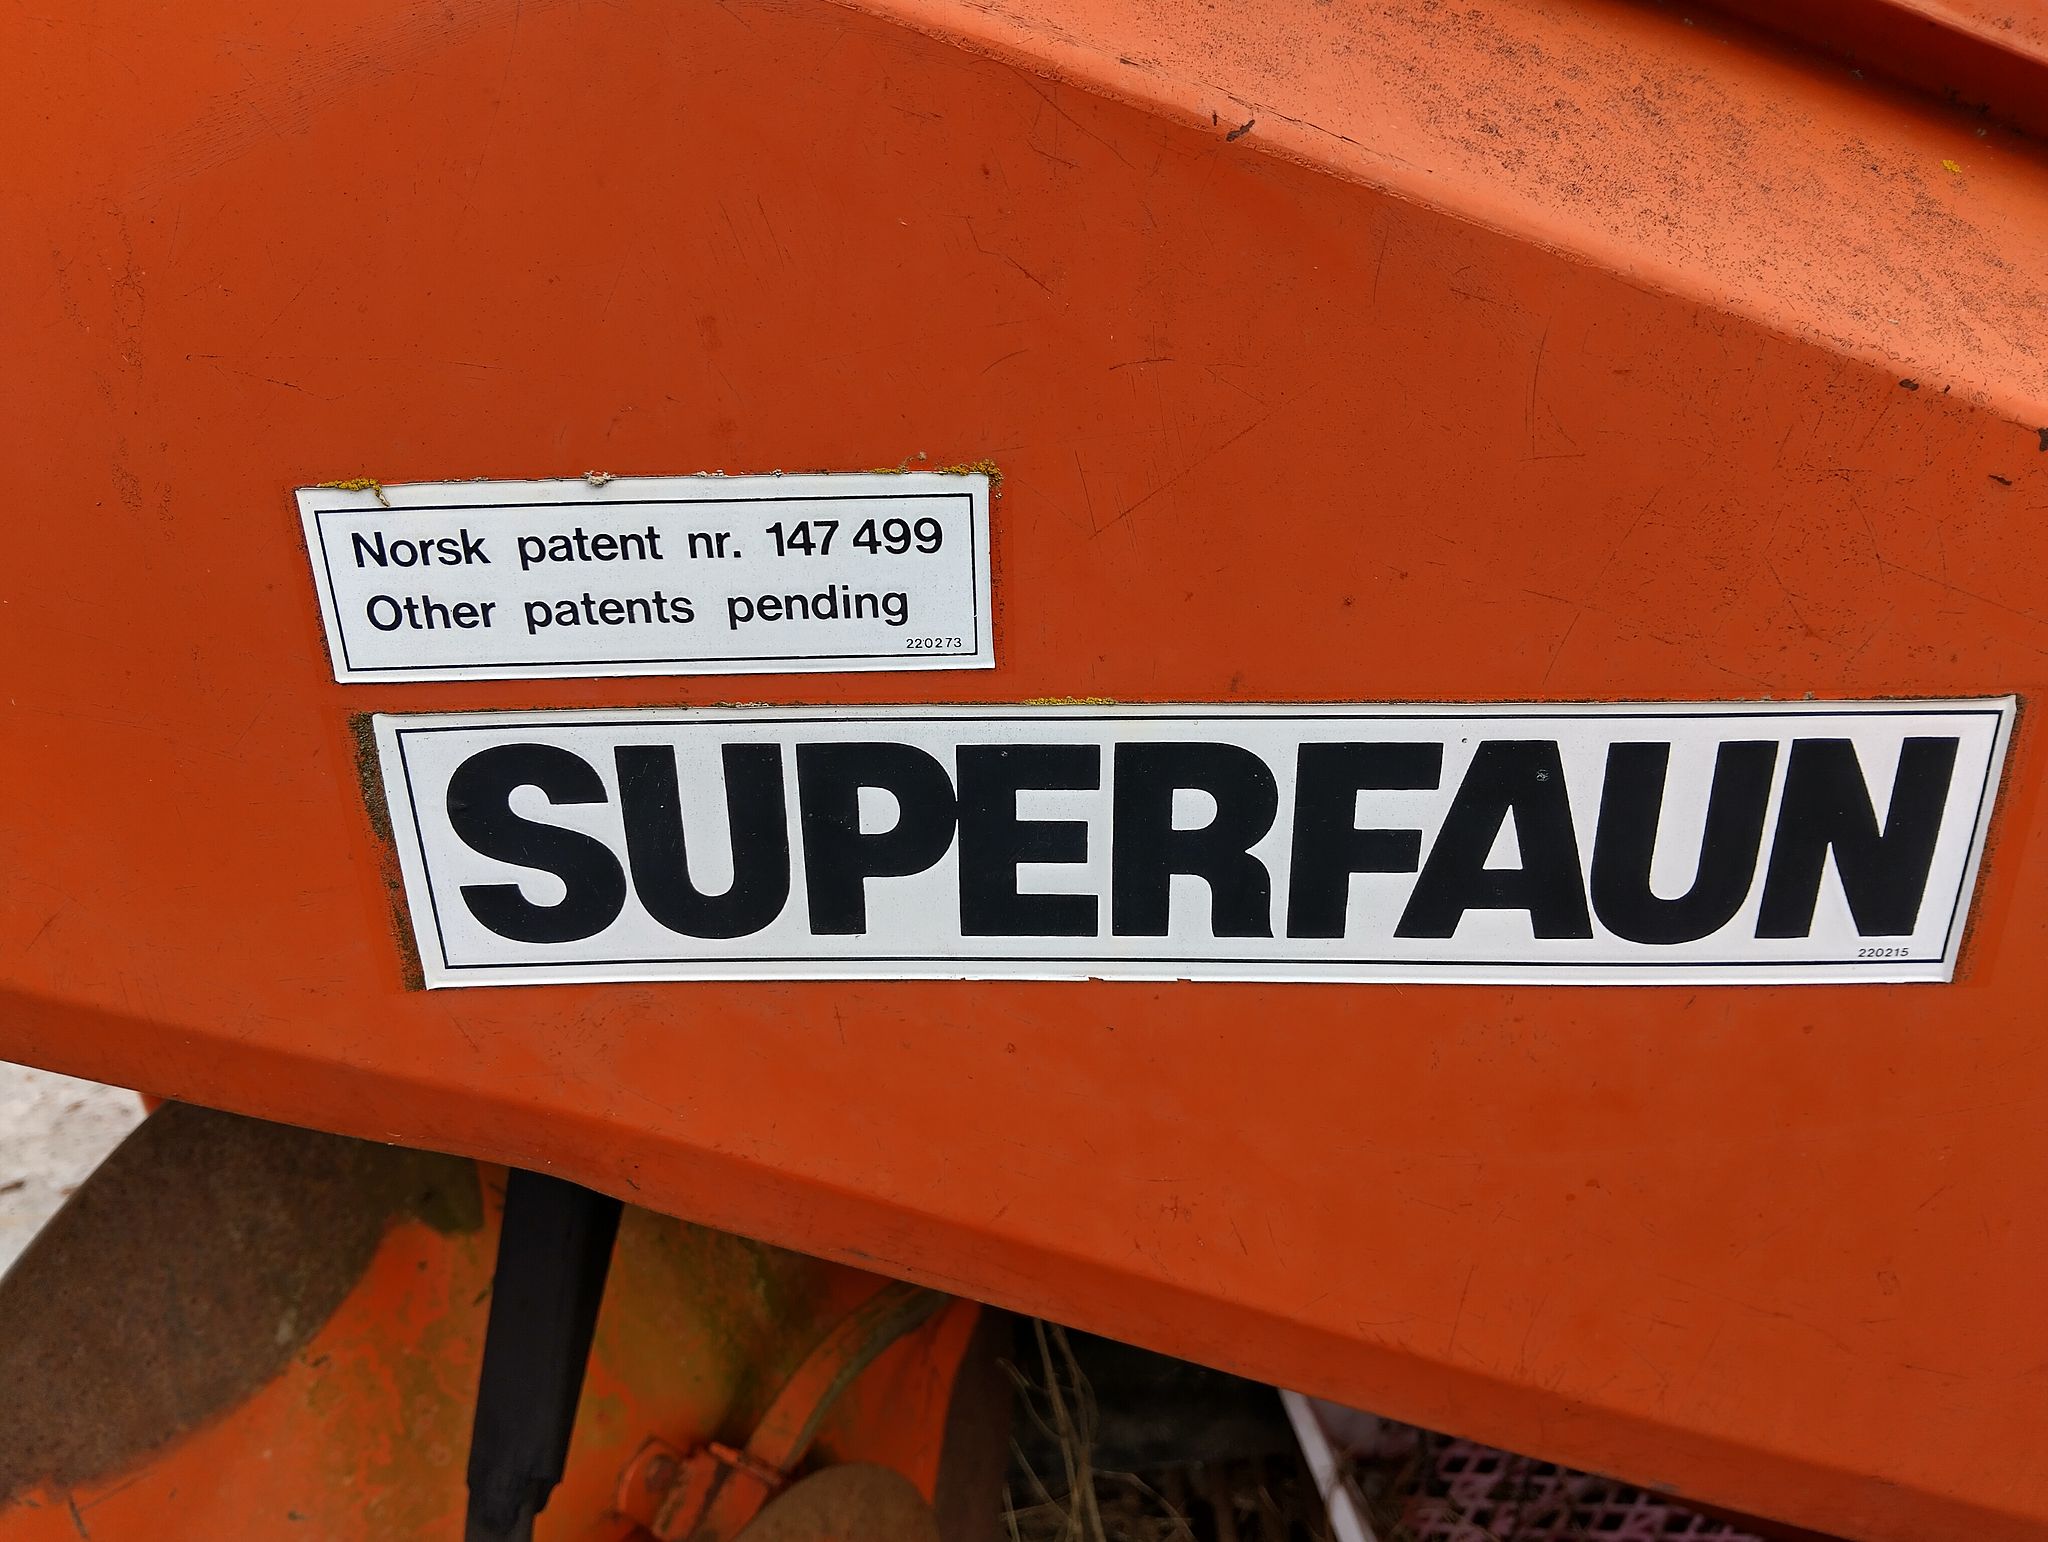 Norsk patent nr. 147 499
Other patents pending
220273
SUPERFAUN
220215